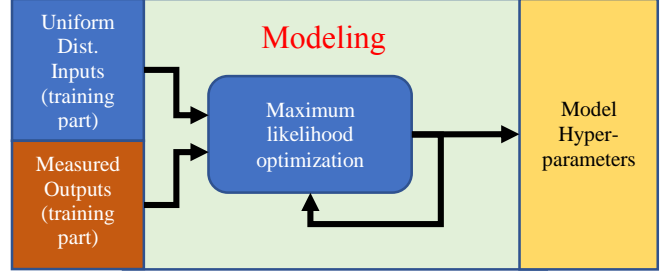 Uniform
Dist.
Inputs
(training
part)
Measured
Outputs
(training
part)
Modeling
Maximum
likelihood
optimization
Model
Hyper-
parameters